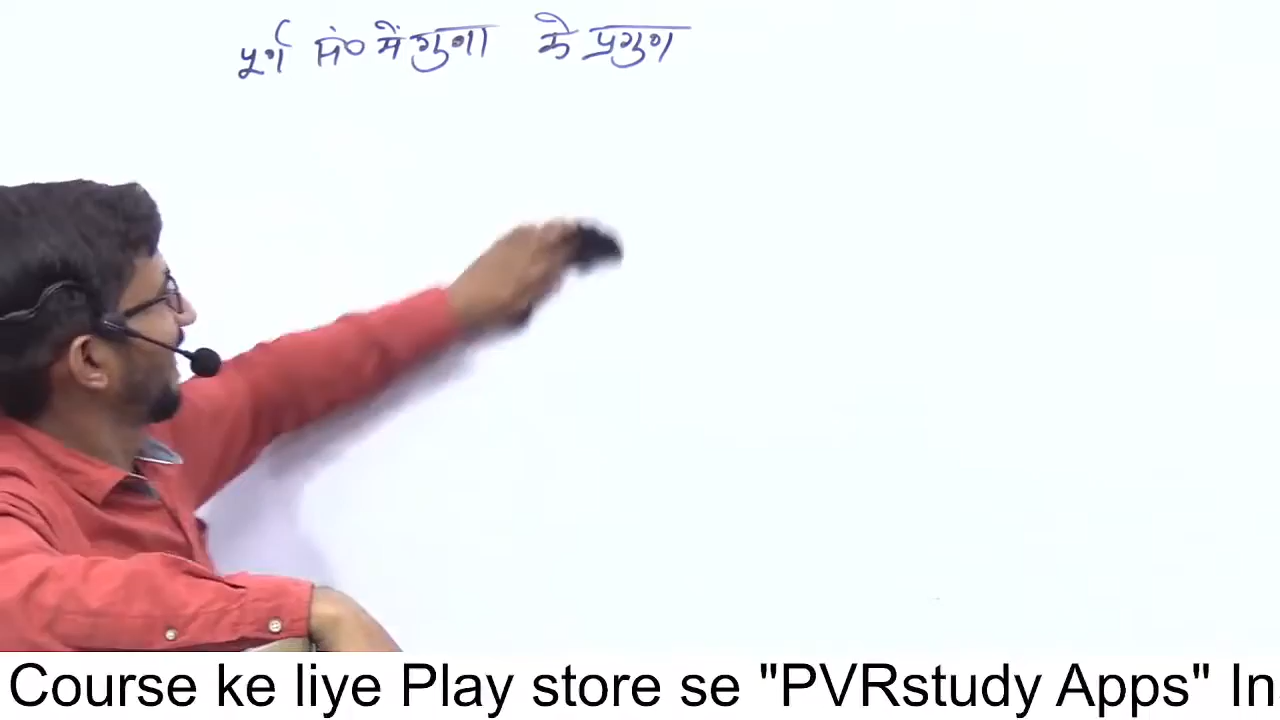 पूर्ण सं० में गुणा के प्रगुण
Course ke liye Play store se "PVRstudy Apps" In